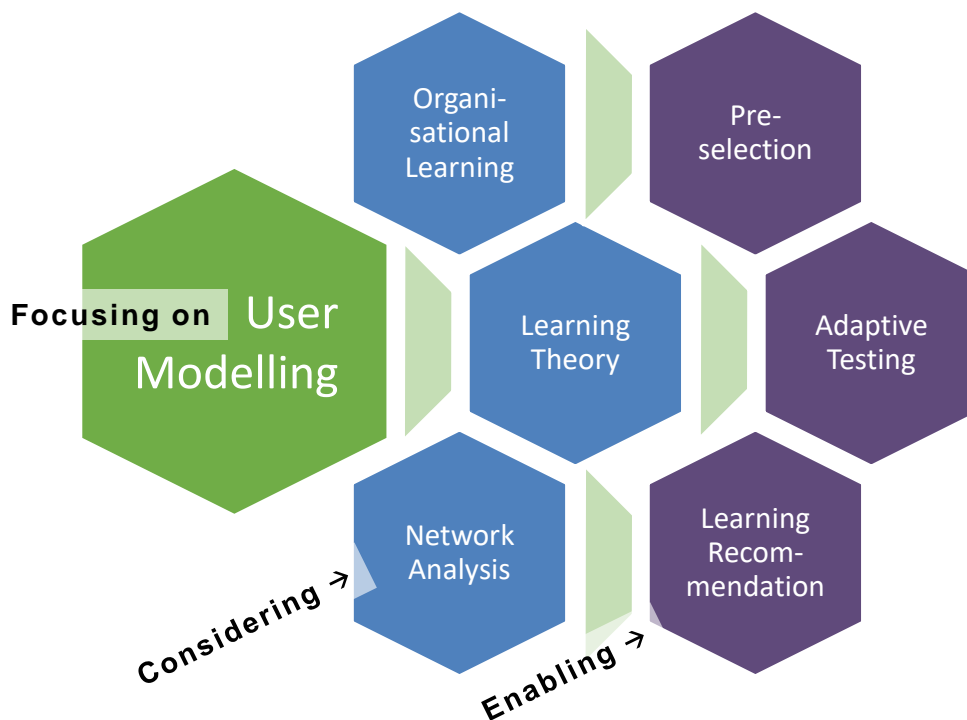 Organi-
sational
Learning
Pre-
selection
Focusing on User
Modelling
Learning
Theory
Adaptive
Testing
Network
Analysis
Learning
Recom-
mendation
Considering →
Enabling →